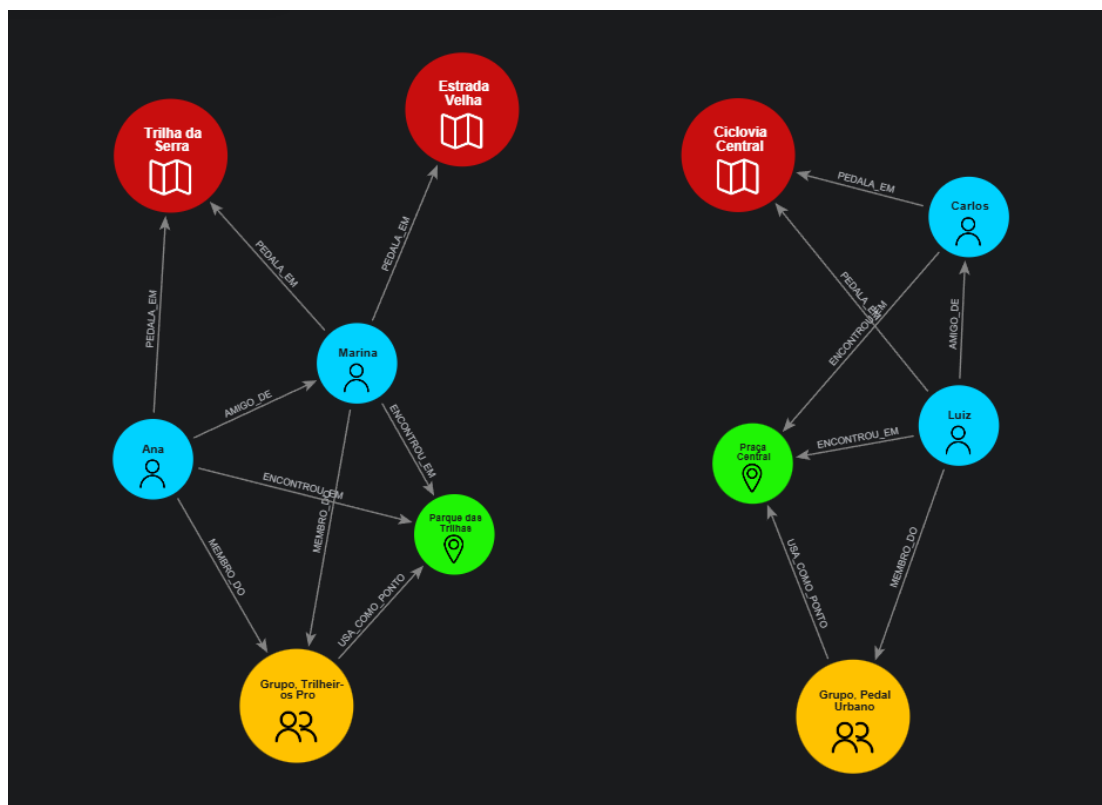 Estrada
Velha
Trilha da
Serra
Ciclovia
Central
PEDALA_EM
Carlos
PEDALA_EM
PEDALA_EM
PEDALA_EM
PEDALA_EM
ENCONTROU_EM
AMIGO_DE
Marina
AMIGO_DE
ENCONTROU_EM
Luiz
Ana
ENCONTROU_EM
ENCONTROU_EM
Praça
Central
MEMBRO_DO
Parque das
Trilhas
MEMBRO_DO
MEMBRO_DO
USA_COMO_PONTO
USA_COMO_PONTO
Grupo, Trilheir-
os Pro
Grupo, Pedal
Urbano